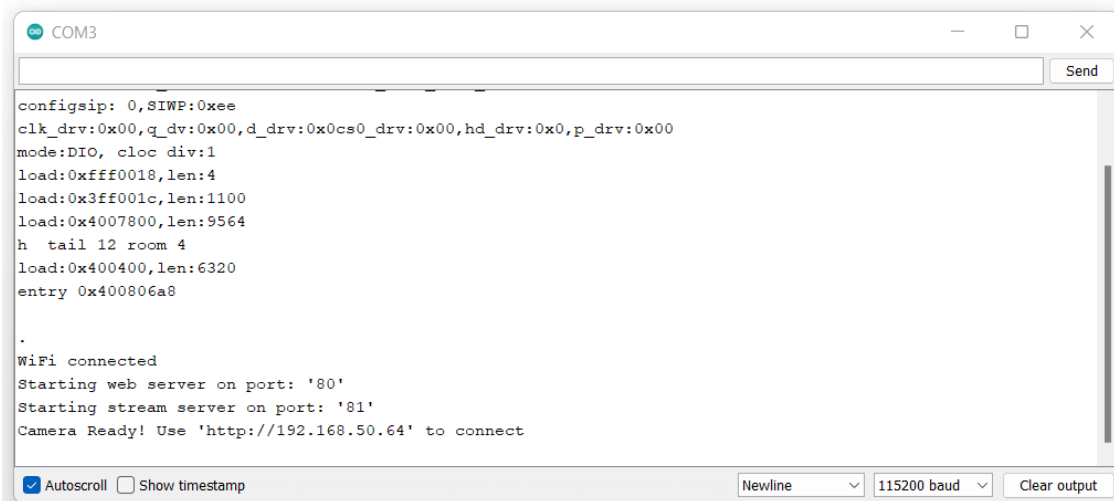 COM3
Send
configsip: 0,SIWP:0xee
clk_drv:0x00,q_dv:0x00,d_drv:0x0cs0_drv:0x00,hd_drv:0x0,p_drv:0x00
mode:DIO, cloc div:1
load:0xfff0018,len:4
load:0x3ff001c,len:1100
load:0x4007800,len:9564
h  tail 12 room 4
load:0x400400,len:6320
entry 0x400806a8
.
WiFi connected
Starting web server on port: '80'
Starting stream server on port: '81'
Camera Ready! Use 'http://192.168.50.64' to connect
Autoscroll Show timestamp Newline 115200 baud Clear output